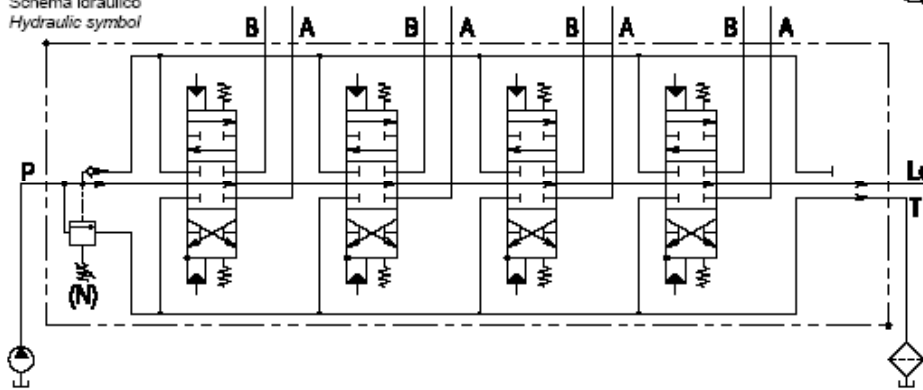 Schema idraulico
Hydraulic symbol
B A B A B A B A
P
T
(N)